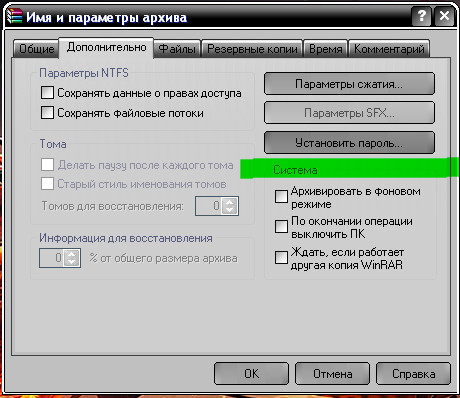 Имя и параметры архива
Общие
Дополнительно
Файлы
Резервные копии
Время
Комментарий
Параметры NTFS
Сохранять данные о правах доступа
Сохранять файловые потоки
Параметры сжатия...
Параметры SFX...
Установить пароль...
Тома
Делать паузу после каждого тома
Старый стиль именования томов
Томов для восстановления:
0
Система
Архивировать в фоновом
режиме
По окончании операции
выключить ПК
Ждать, если работает
другая копия WinRAR
Информация для восстановления
0
% от общего размера архива
OK
Отмена
Справка